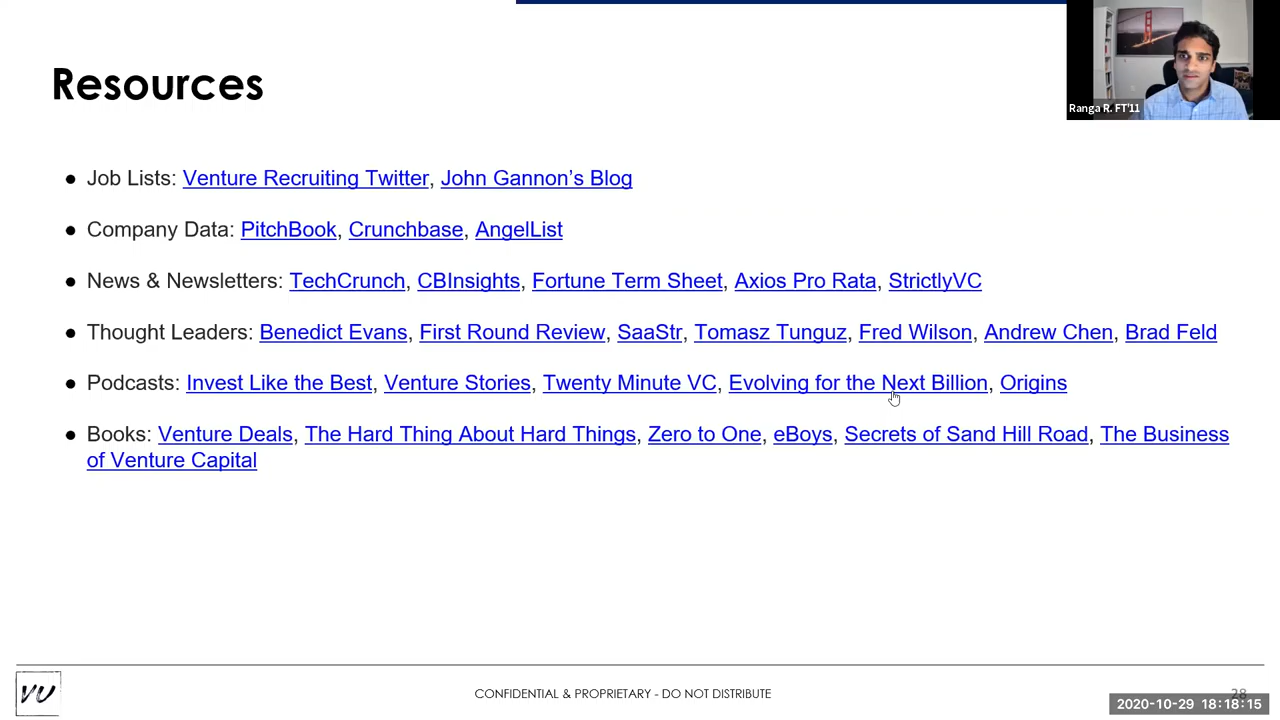 Resources
Ranga R. FT'11
● Job Lists: Venture Recruiting Twitter, John Gannon’s Blog
● Company Data: PitchBook, Crunchbase, AngelList
● News & Newsletters: TechCrunch, CBInsights, Fortune Term Sheet, Axios Pro Rata, StrictlyVC
● Thought Leaders: Benedict Evans, First Round Review, SaaStr, Tomasz Tunguz, Fred Wilson, Andrew Chen, Brad Feld
● Podcasts: Invest Like the Best, Venture Stories, Twenty Minute VC, Evolving for the Next Billion, Origins
● Books: Venture Deals, The Hard Thing About Hard Things, Zero to One, eBoys, Secrets of Sand Hill Road, The Business
of Venture Capital
VU
CONFIDENTIAL & PROPRIETARY - DO NOT DISTRIBUTE
28
2020-10-29 18:18:15